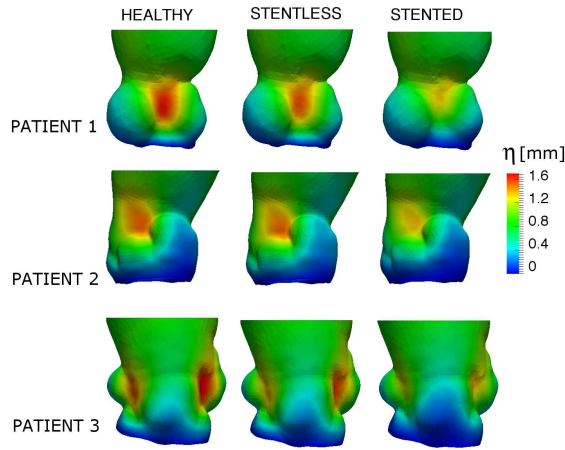 HEALTHY STENTLESS STENTED
PATIENT 1
η [mm]
1.6
1.2
0.8
0.4
0
PATIENT 2
PATIENT 3